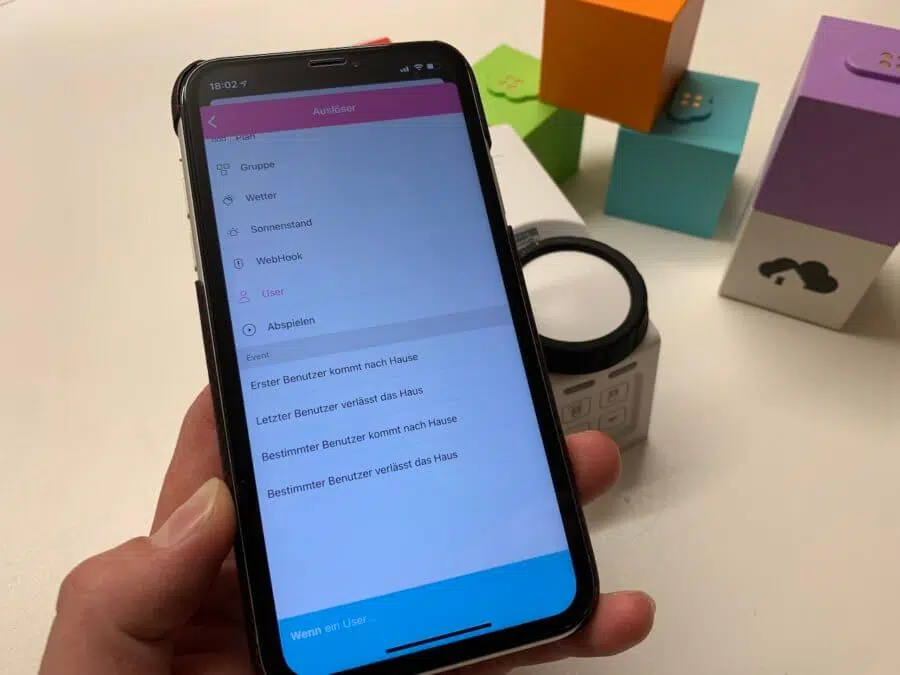 18:02
Auslöser
Plan
Gruppe
Wetter
Sonnenstand
WebHook
User
Abspielen
Event
Erster Benutzer kommt nach Hause
Letzter Benutzer verlässt das Haus
Bestimmter Benutzer kommt nach Hause
Bestimmter Benutzer verlässt das Haus
Wenn ein User...